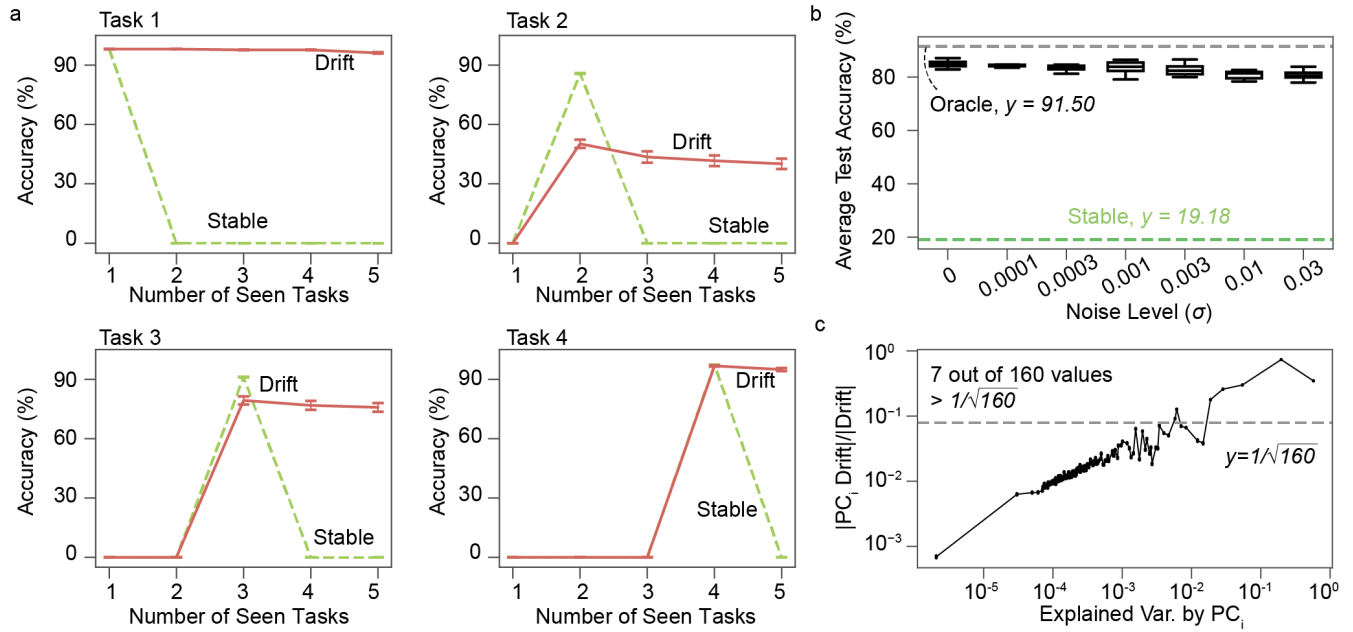 a
Task 1
Accuracy (%)
90
60
30
0
Drift
Stable
1 2 3 4 5
Number of Seen Tasks
Task 2
Accuracy (%)
90
60
30
0
Drift
Stable
1 2 3 4 5
Number of Seen Tasks
Task 3
Accuracy (%)
90
60
30
0
Drift
Stable
1 2 3 4 5
Number of Seen Tasks
Task 4
Accuracy (%)
90
60
30
0
Drift
Stable
1 2 3 4 5
Number of Seen Tasks
b
Average Test Accuracy (%)
80
60
40
20
Oracle, y = 91.50
Stable, y = 19.18
0 0.0001 0.0003 0.001 0.003 0.01 0.03
Noise Level (σ)
c
|PCᵢ Drift|/|Drift|
10⁰
10⁻¹
10⁻²
10⁻³
7 out of 160 values
> 1/√160
y=1/√160
10⁻⁵ 10⁻⁴ 10⁻³ 10⁻² 10⁻¹ 10⁰
Explained Var. by PCᵢ